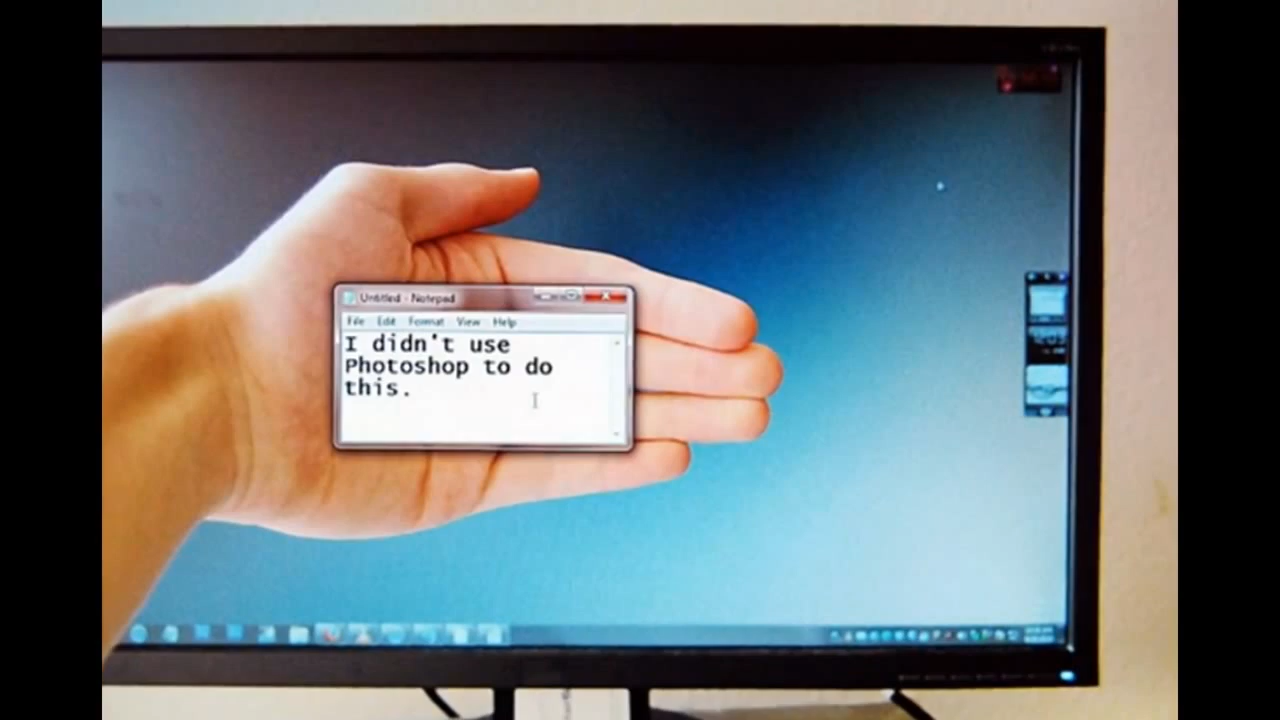 Untitled - Notepad
File Edit Format View Help
I didn't use
Photoshop to do
this.